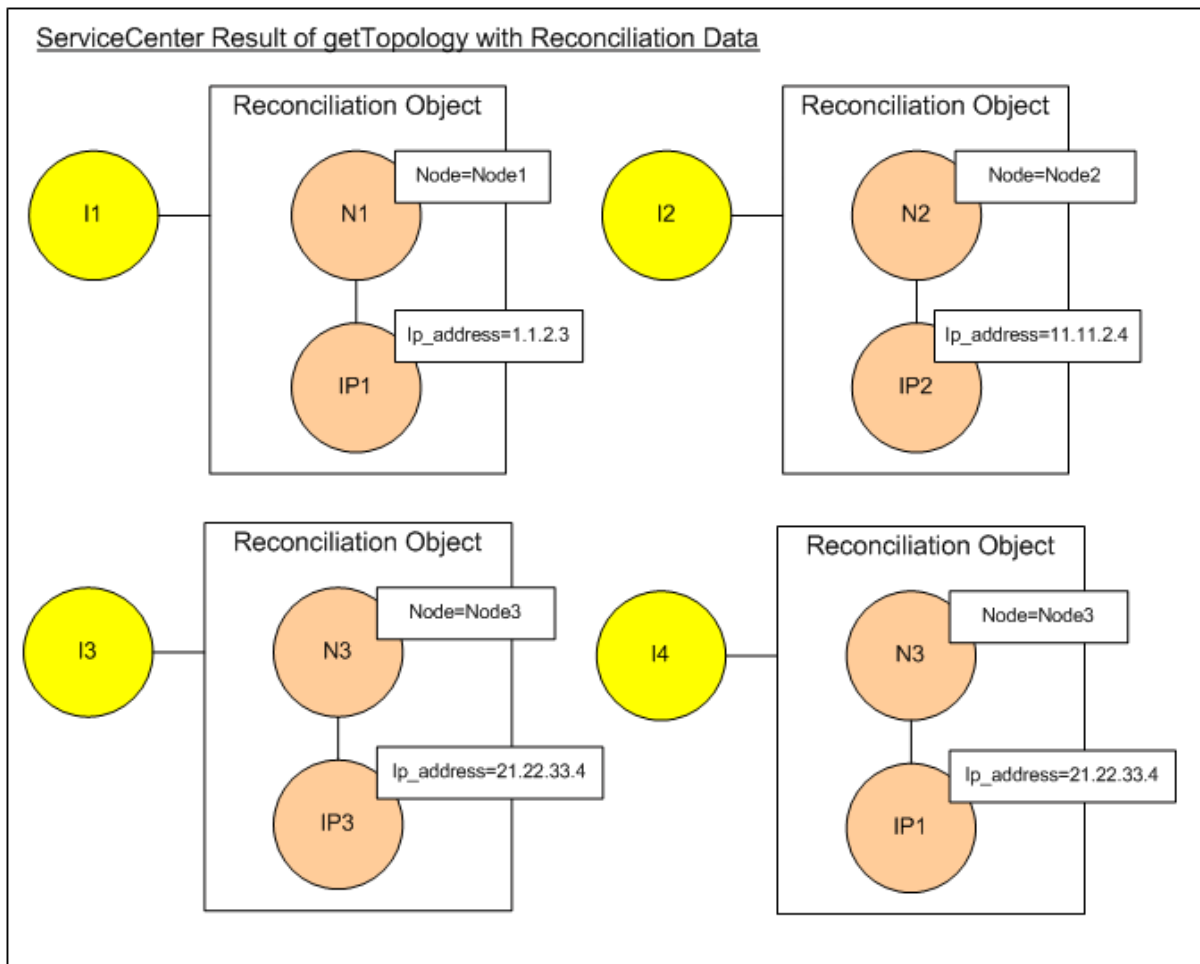 ServiceCenter Result of getTopology with Reconciliation Data
Reconciliation Object
I1
N1
Node=Node1
Ip_address=1.1.2.3
IP1
Reconciliation Object
I2
N2
Node=Node2
Ip_address=11.11.2.4
IP2
Reconciliation Object
I3
N3
Node=Node3
Ip_address=21.22.33.4
IP3
Reconciliation Object
I4
N3
Node=Node3
Ip_address=21.22.33.4
IP1